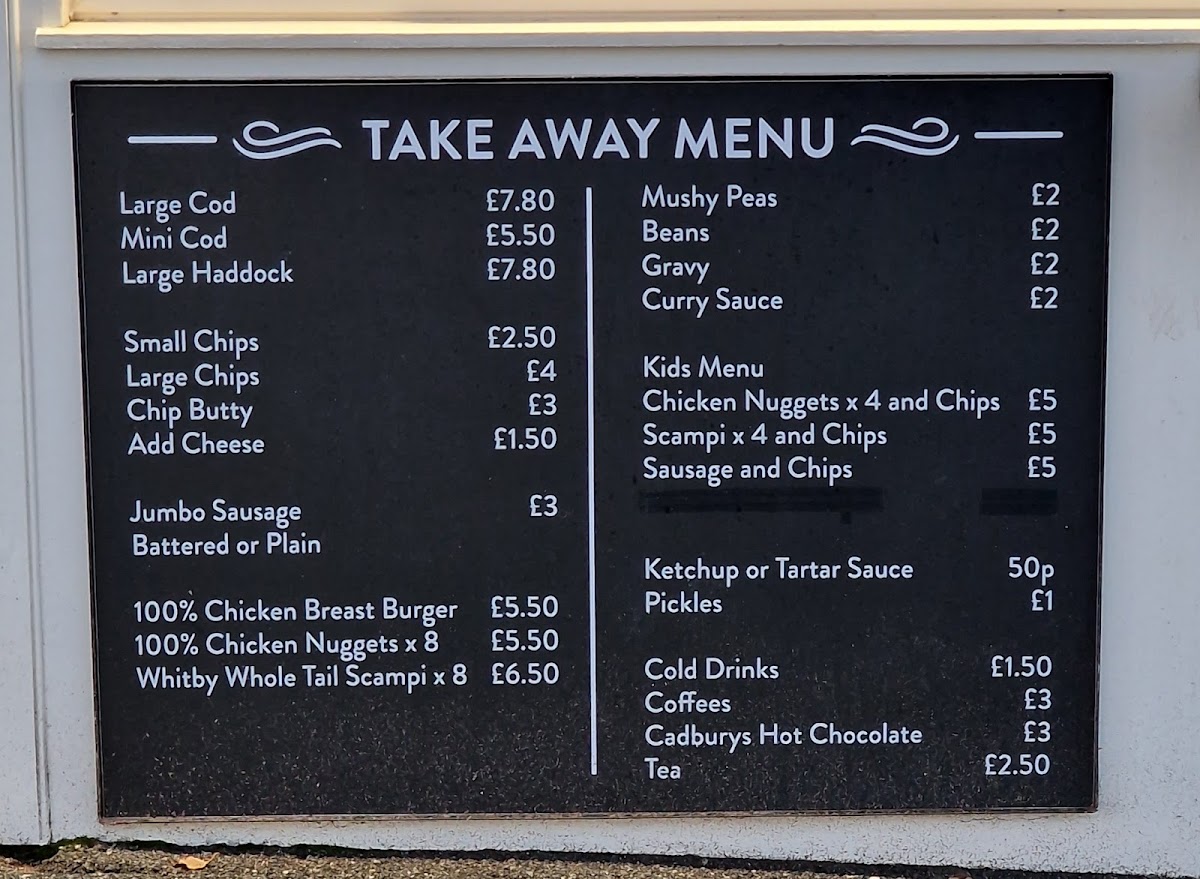 TAKE AWAY MENU
Large Cod £7.80
Mini Cod £5.50
Large Haddock £7.80
Small Chips £2.50
Large Chips £4
Chip Butty £3
Add Cheese £1.50
Jumbo Sausage £3
Battered or Plain
100% Chicken Breast Burger £5.50
100% Chicken Nuggets x 8 £5.50
Whitby Whole Tail Scampi x 8 £6.50
Mushy Peas £2
Beans £2
Gravy £2
Curry Sauce £2
Kids Menu
Chicken Nuggets x 4 and Chips £5
Scampi x 4 and Chips £5
Sausage and Chips £5
Ketchup or Tartar Sauce 50p
Pickles £1
Cold Drinks £1.50
Coffees £3
Cadburys Hot Chocolate £3
Tea £2.50